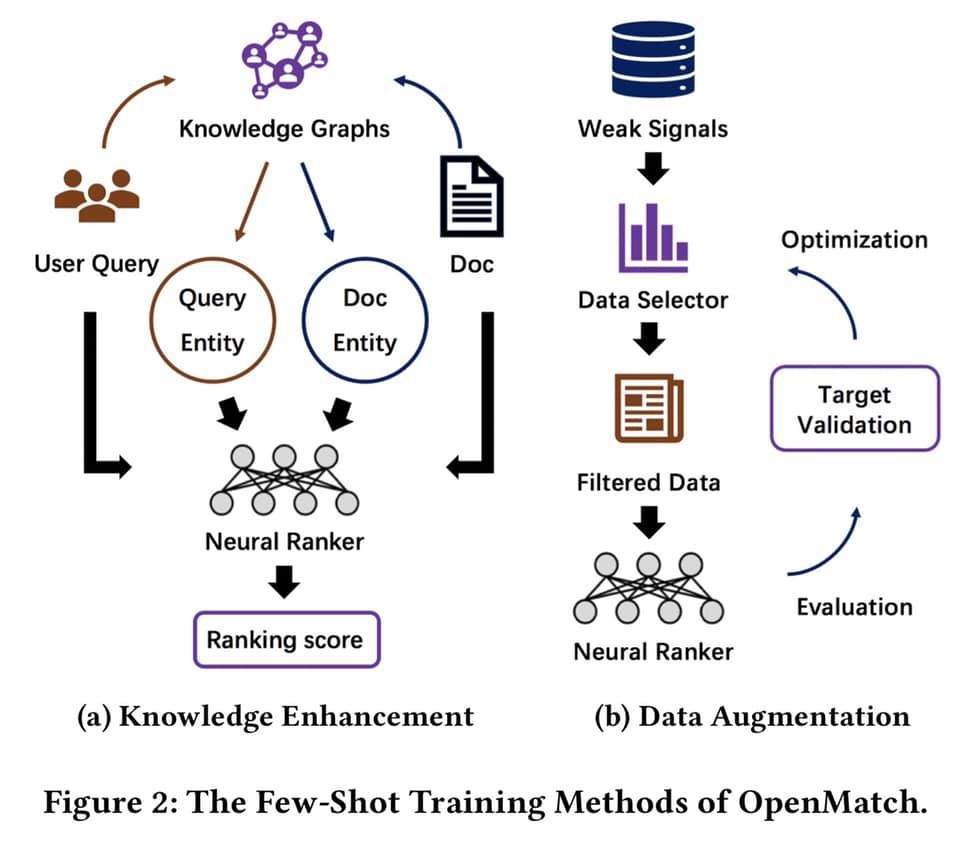 Knowledge Graphs
User Query
Doc
Query
Entity
Doc
Entity
Neural Ranker
Ranking score
(a) Knowledge Enhancement
Weak Signals
Data Selector
Filtered Data
Neural Ranker
Optimization
Target
Validation
Evaluation
(b) Data Augmentation
Figure 2: The Few-Shot Training Methods of OpenMatch.